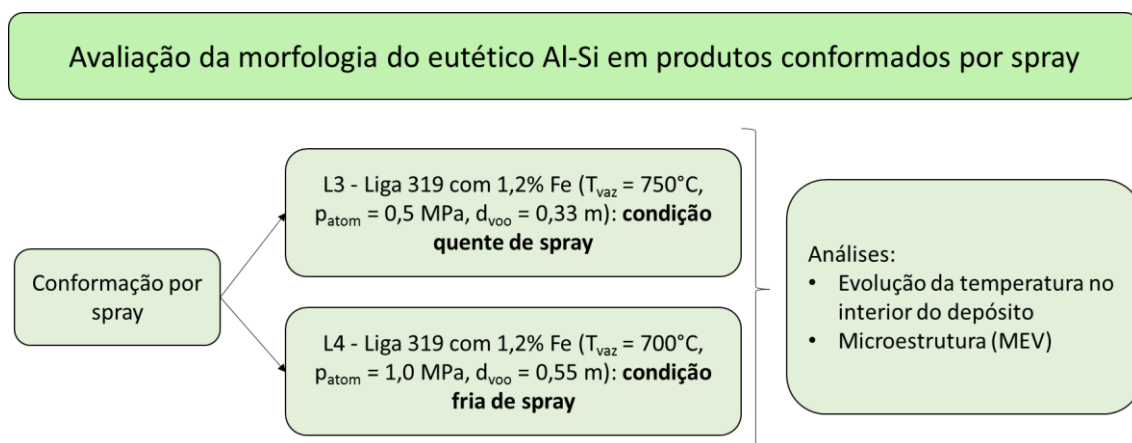 Avaliação da morfologia do eutético Al-Si em produtos conformados por spray
Conformação por
spray
L3 - Liga 319 com 1,2% Fe (Tvaz = 750°C,
patom = 0,5 MPa, dvoo = 0,33 m): condição
quente de spray
L4 - Liga 319 com 1,2% Fe (Tvaz = 700°C,
patom = 1,0 MPa, dvoo = 0,55 m): condição
fria de spray
Análises:
• Evolução da temperatura no
interior do depósito
• Microestrutura (MEV)